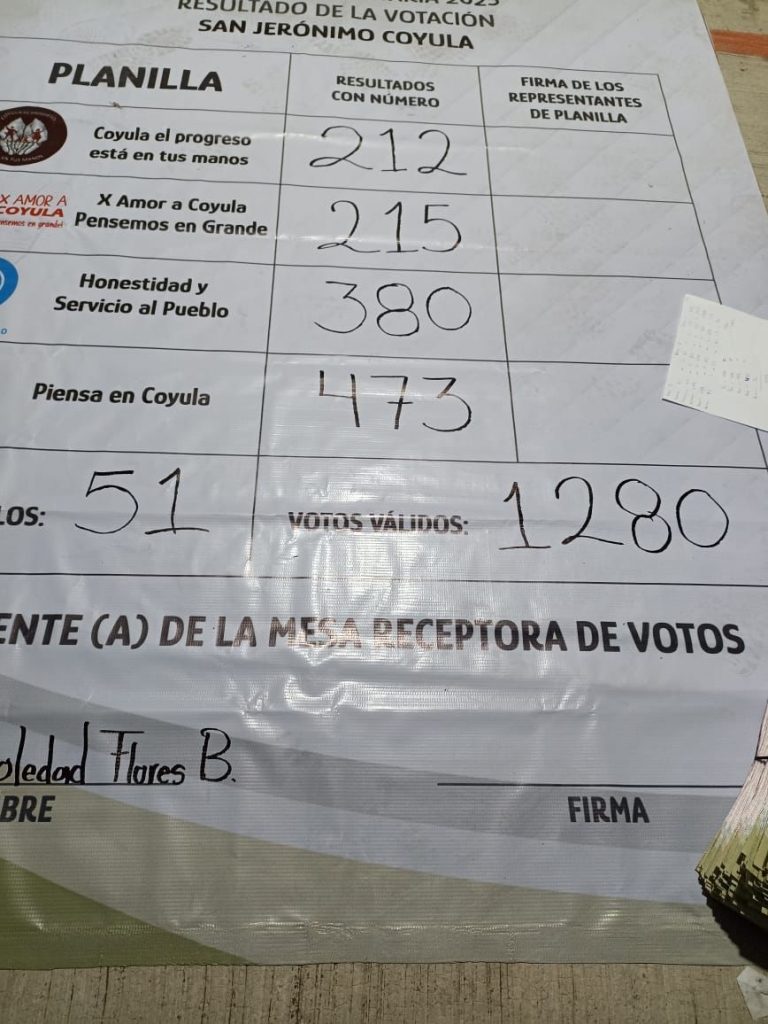 RESULTADO DE LA VOTACIÓN
SAN JERÓNIMO COYULA
PLANILLA
RESULTADOS
CON NÚMERO
FIRMA DE LOS
REPRESENTANTES
DE PLANILLA
Coyula el progreso
está en tus manos
212
X AMOR A
COYULA
X Amor a Coyula
Pensemos en Grande
215
Honestidad y
Servicio al Pueblo
380
Piensa en Coyula
473
LOS: 51
VOTOS VÁLIDOS: 1280
ENTE (A) DE LA MESA RECEPTORA DE VOTOS
oledad Flores B.
BRE
FIRMA